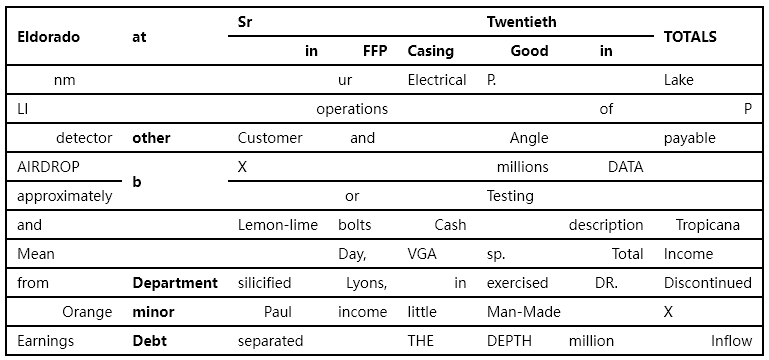 Eldorado at Sr Twentieth TOTALS
in FFP Casing Good in
nm ur Electrical P. Lake
LI operations of P
detector other Customer and Angle payable
AIRDROP b X millions DATA
approximately or Testing
and Lemon-lime bolts Cash description Tropicana
Mean Day, VGA sp. Total Income
from Department silicified Lyons, in exercised DR. Discontinued
Orange minor Paul income little Man-Made X
Earnings Debt separated THE DEPTH million Inflow